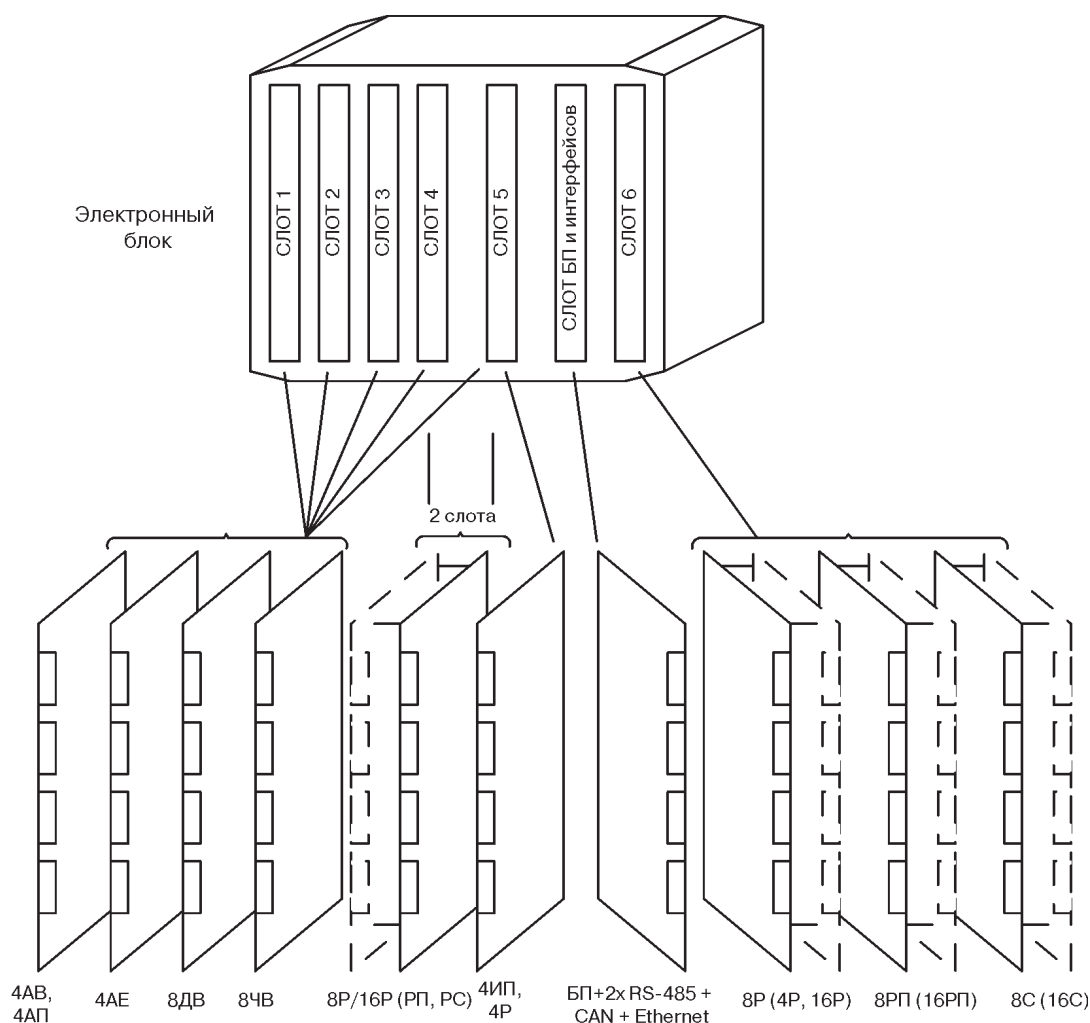 СЛОТ 1
СЛОТ 2
СЛОТ 3
СЛОТ 4
СЛОТ 5
СЛОТ БП и интерфейсов
СЛОТ 6
Электронный
блок
2 слота
4АВ,
4АП
4АЕ
8ДВ
8ЧВ
8Р/16Р (РП, РС)
4ИП,
4Р
БП+2x RS-485 +
CAN + Ethernet
8Р (4Р, 16Р)
8РП (16РП)
8С (16С)